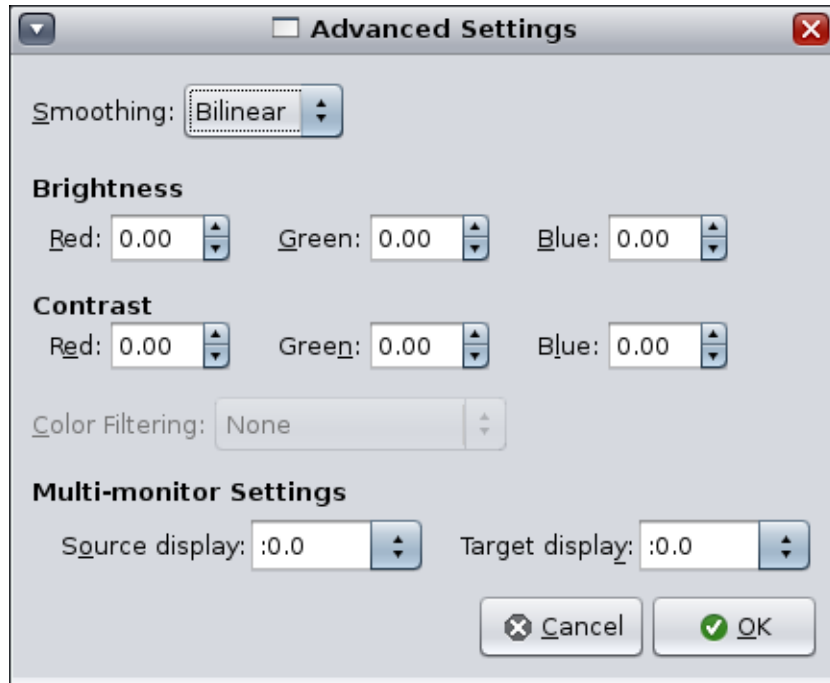 Advanced Settings
Smoothing: Bilinear
Brightness
Red: 0.00 Green: 0.00 Blue: 0.00
Contrast
Red: 0.00 Green: 0.00 Blue: 0.00
Color Filtering: None
Multi-monitor Settings
Source display: :0.0 Target display: :0.0
Cancel OK